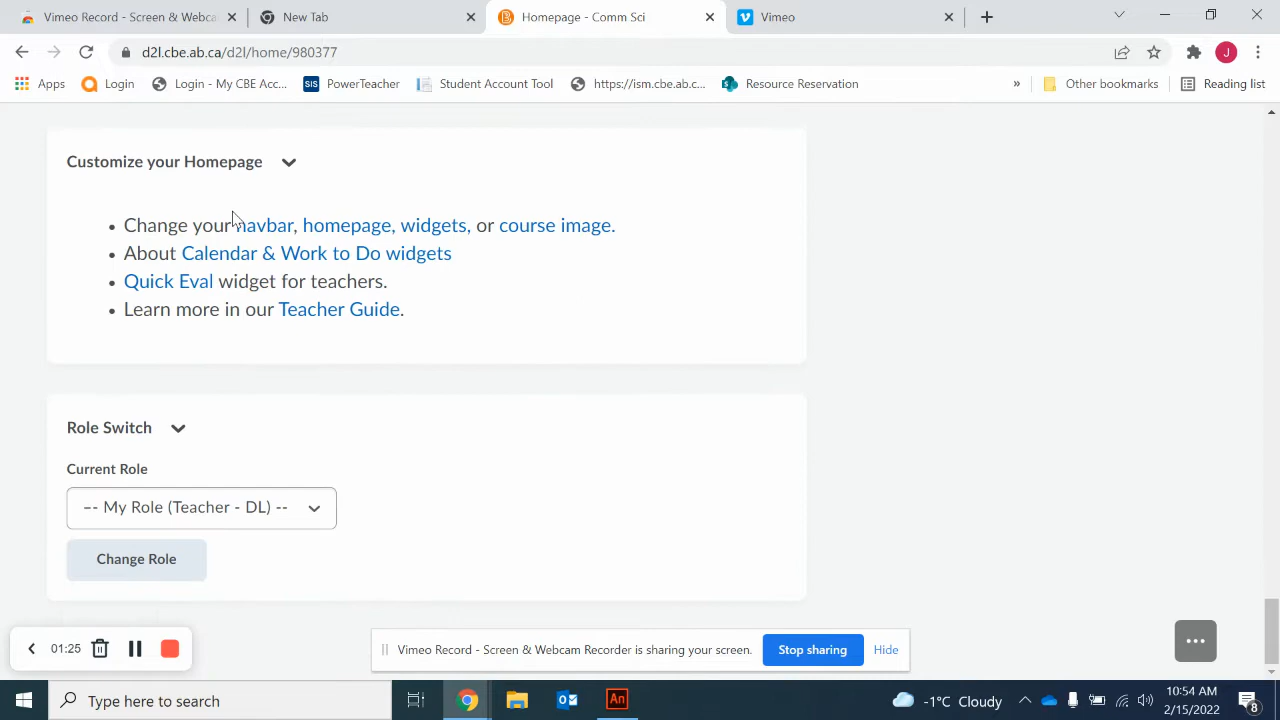 Vimeo Record - Screen & Webca
New Tab
Homepage - Comm Sci
Vimeo
d2l.cbe.ab.ca/d2l/home/980377
J
Apps
Login
Login - My CBE Acc...
SIS
PowerTeacher
Student Account Tool
https://ism.cbe.ab.c...
Resource Reservation
»
Other bookmarks
Reading list
Customize your Homepage
• Change your navbar, homepage, widgets, or course image.
• About Calendar & Work to Do widgets
• Quick Eval widget for teachers.
• Learn more in our Teacher Guide.
Role Switch
Current Role
-- My Role (Teacher - DL) --
Change Role
01:25
Vimeo Record - Screen & Webcam Recorder is sharing your screen.
Stop sharing
Hide
Type here to search
An
-1°C Cloudy
10:54 AM
2/15/2022
8